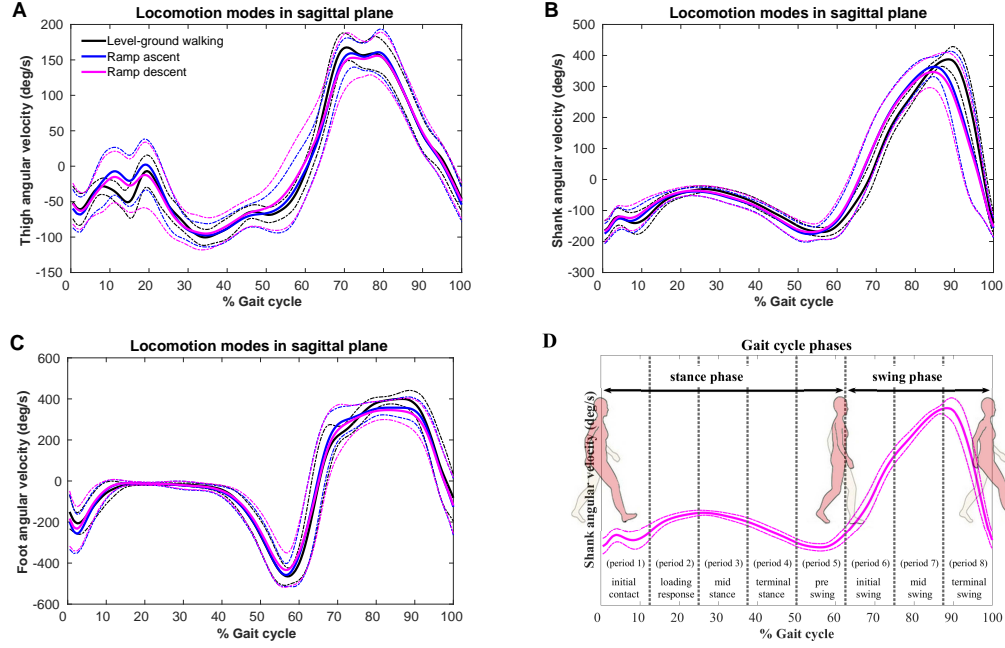 A
Locomotion modes in sagittal plane
Thigh angular velocity (deg/s)
200
150
100
50
0
-50
-100
-150
Level-ground walking
Ramp ascent
Ramp descent
0 10 20 30 40 50 60 70 80 90 100
% Gait cycle
B
Locomotion modes in sagittal plane
Shank angular velocity (deg/s)
500
400
300
200
100
0
-100
-200
-300
0 10 20 30 40 50 60 70 80 90 100
% Gait cycle
C
Locomotion modes in sagittal plane
Foot angular velocity (deg/s)
600
400
200
0
-200
-400
-600
0 10 20 30 40 50 60 70 80 90 100
% Gait cycle
D
Gait cycle phases
stance phase swing phase
Shank angular velocity (deg/s)
(period 1) (period 2) (period 3) (period 4) (period 5) (period 6) (period 7) (period 8)
initial loading mid terminal pre initial mid terminal
contact response stance stance swing swing swing swing
0 10 20 30 40 50 60 70 80 90 100
% Gait cycle